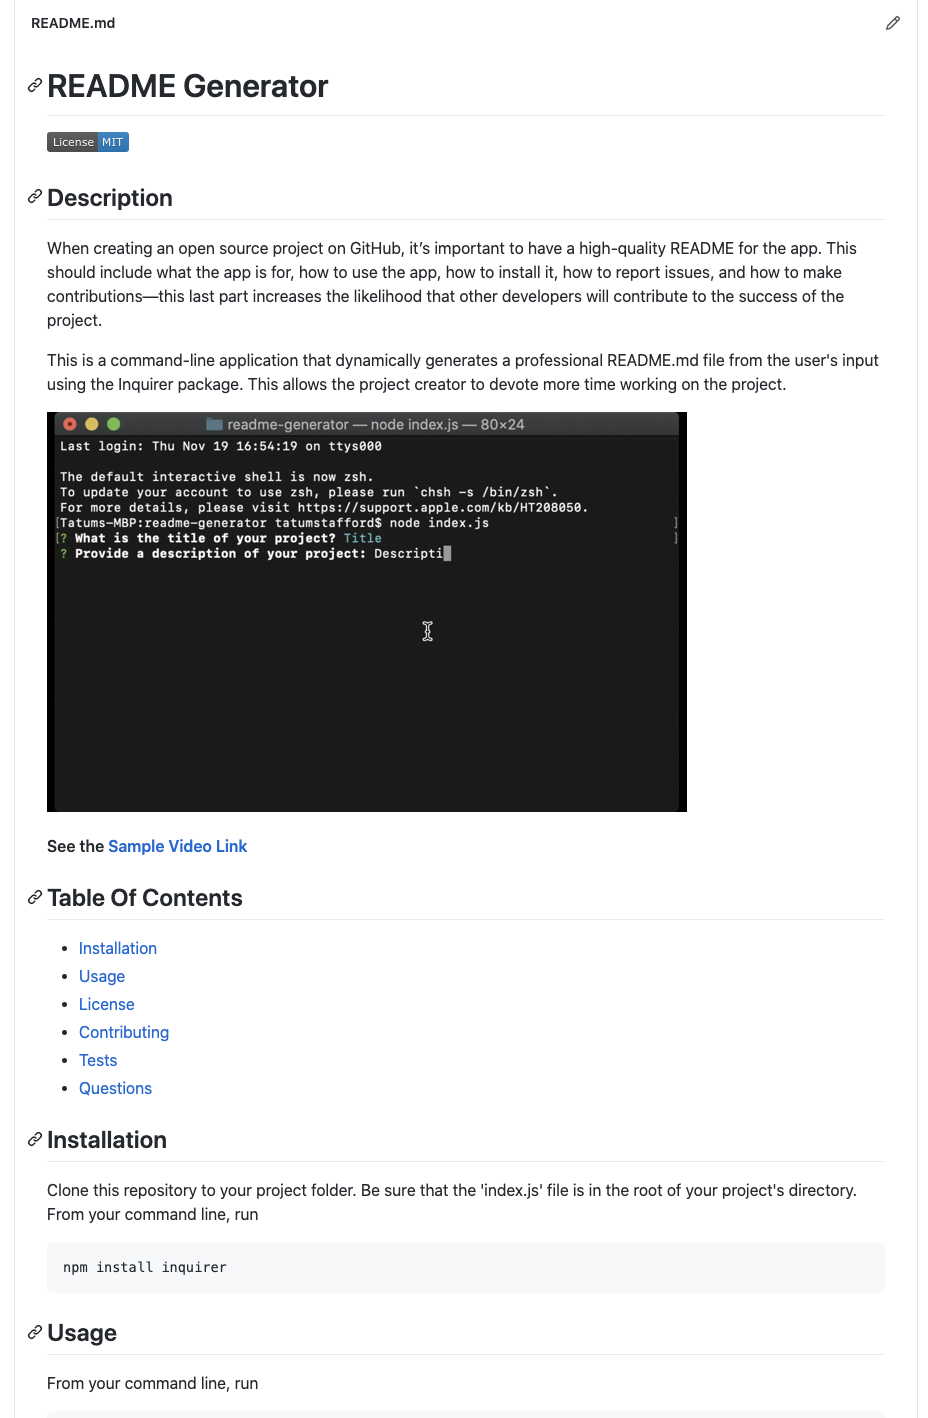 README.md
README Generator
License MIT
Description
When creating an open source project on GitHub, it’s important to have a high-quality README for the app. This
should include what the app is for, how to use the app, how to install it, how to report issues, and how to make
contributions—this last part increases the likelihood that other developers will contribute to the success of the
project.
This is a command-line application that dynamically generates a professional README.md file from the user's input
using the Inquirer package. This allows the project creator to devote more time working on the project.
readme-generator — node index.js — 80×24
Last login: Thu Nov 19 16:54:19 on ttys000
The default interactive shell is now zsh.
To update your account to use zsh, please run `chsh -s /bin/zsh`.
For more details, please visit https://support.apple.com/kb/HT208050.
[Tatums-MBP:readme-generator tatumstafford$ node index.js ]
[? What is the title of your project? Title ]
? Provide a description of your project: Descripti
See the Sample Video Link
Table Of Contents
• Installation
• Usage
• License
• Contributing
• Tests
• Questions
Installation
Clone this repository to your project folder. Be sure that the 'index.js' file is in the root of your project's directory.
From your command line, run
npm install inquirer
Usage
From your command line, run